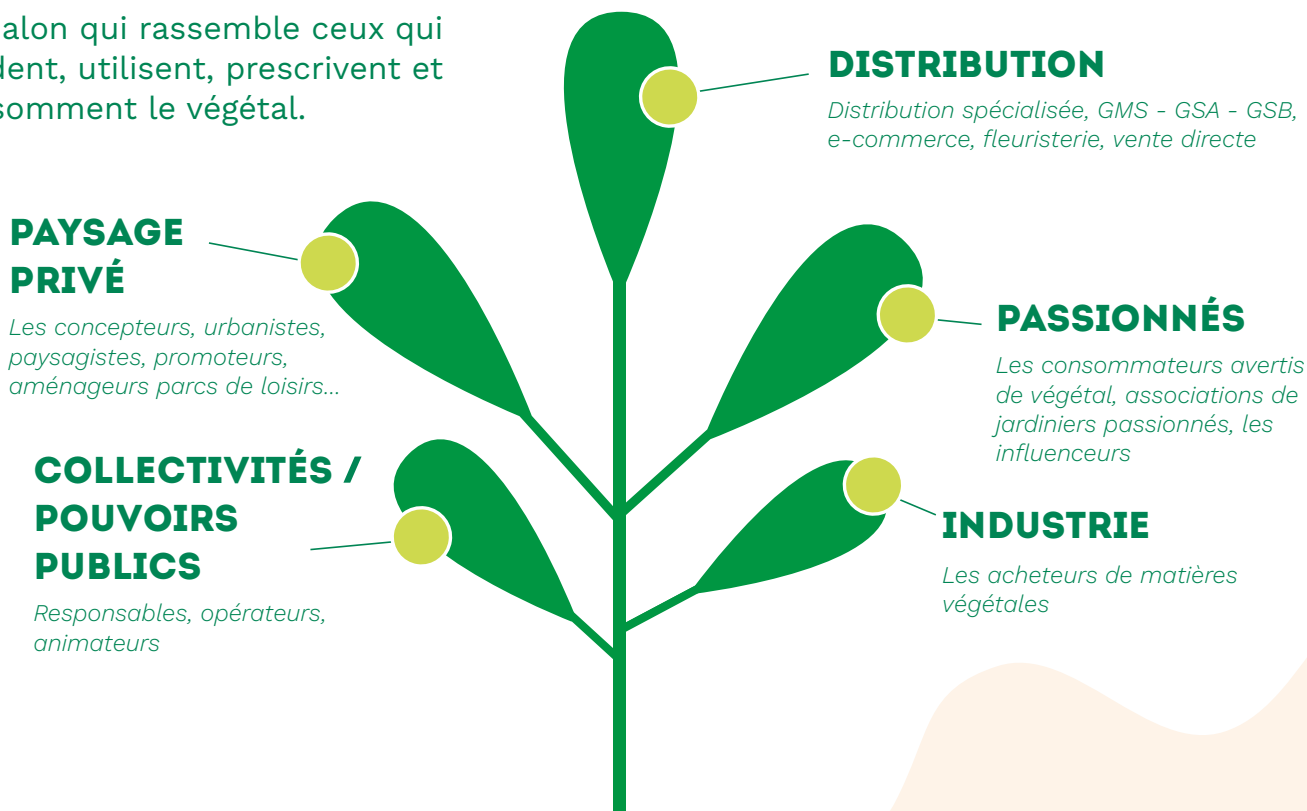 alon qui rassemble ceux qui
dent, utilisent, prescrivent et
somment le végétal.
DISTRIBUTION
Distribution spécialisée, GMS - GSA - GSB,
e-commerce, fleuristerie, vente directe
PAYSAGE
PRIVÉ
Les concepteurs, urbanistes,
paysagistes, promoteurs,
aménageurs parcs de loisirs...
PASSIONNÉS
Les consommateurs avertis
de végétal, associations de
jardiniers passionnés, les
influenceurs
COLLECTIVITÉS /
POUVOIRS
PUBLICS
Responsables, opérateurs,
animateurs
INDUSTRIE
Les acheteurs de matières
végétales